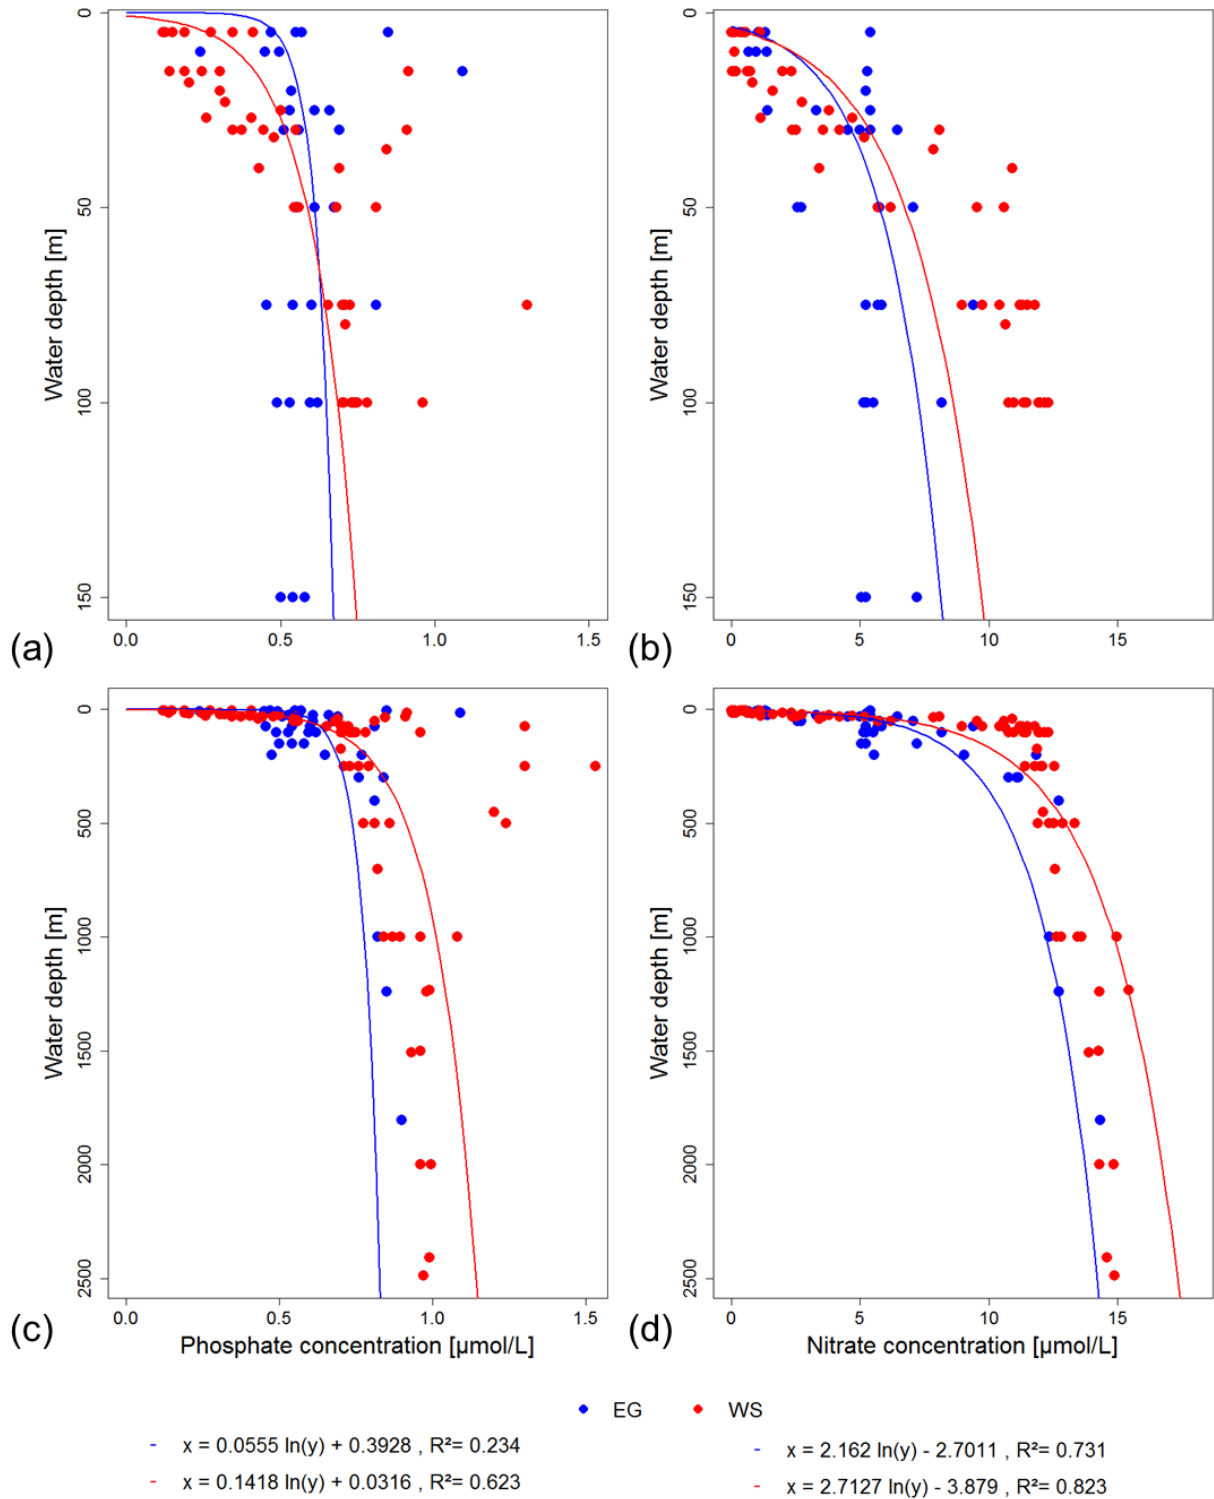 0
50
100
150
Water depth [m]
0.0 0.5 1.0 1.5
(a)
0
50
100
150
Water depth [m]
0 5 10 15
(b)
0
500
1000
1500
2000
2500
Water depth [m]
0.0 0.5 1.0 1.5
(c)
Phosphate concentration [µmol/L]
0
500
1000
1500
2000
2500
Water depth [m]
0 5 10 15
(d)
Nitrate concentration [µmol/L]
EG WS
- x = 0.0555 ln(y) + 0.3928 , R²= 0.234
- x = 0.1418 ln(y) + 0.0316 , R²= 0.623
- x = 2.162 ln(y) - 2.7011 , R²= 0.731
- x = 2.7127 ln(y) - 3.879 , R²= 0.823